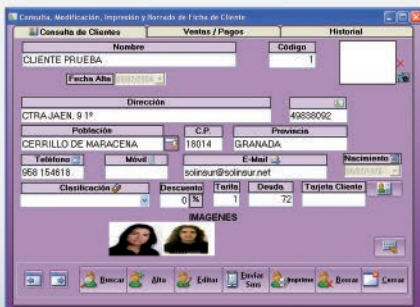 Consulta, Modificación, Impresión y Borrado de Ficha de Cliente
Consulta de Clientes Ventas / Pagos Historial
Nombre Código
CLIENTE PRUEBA 1
Fecha Alta
Dirección
CTRA JAEN, 9 1º 49838092
Población C.P. Provincia
CERRILLO DE MARACENA 18014 GRANADA
Teléfono Móvil E-Mail Nacimiento
958 154618 solinsur@solinsur.net
Clasificación Descuento Tarifa Deuda Tarjeta Cliente
0 % 1 72
IMAGENES
Buscar Alta Editar Enviar Sms Imprimir Borrar Cerrar